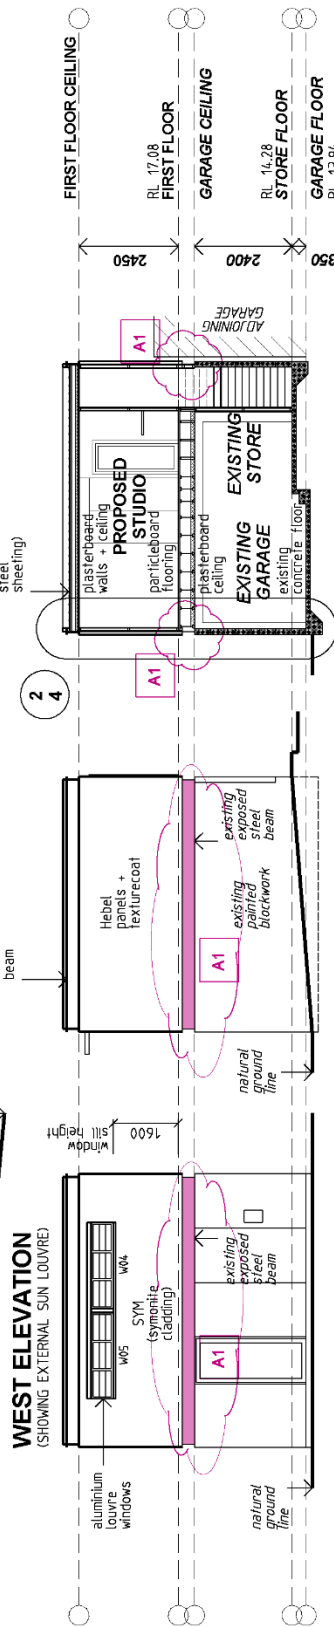 WEST ELEVATION
(SHOWING EXTERNAL SUN LOUVRE)
aluminium
louvre
windows
W05
W04
SYM
(symonite
cladding)
window
sill height
1600
A1
existing
exposed
steel
beam
natural
ground
line
beam
Hebel
panels +
texturecoat
A1
existing
exposed
steel
beam
existing
painted
blockwork
natural
ground
line
steel
sheeting)
2
4
A1
A1
plasterboard
walls + ceiling
PROPOSED
STUDIO
particleboard
flooring
plasterboard
ceiling
EXISTING
GARAGE
EXISTING
STORE
existing
concrete floor
ADJOINING
GARAGE
2450
2400
350
FIRST FLOOR CEILING
RL 17.08
FIRST FLOOR
GARAGE CEILING
RL 14.28
STORE FLOOR
GARAGE FLOOR